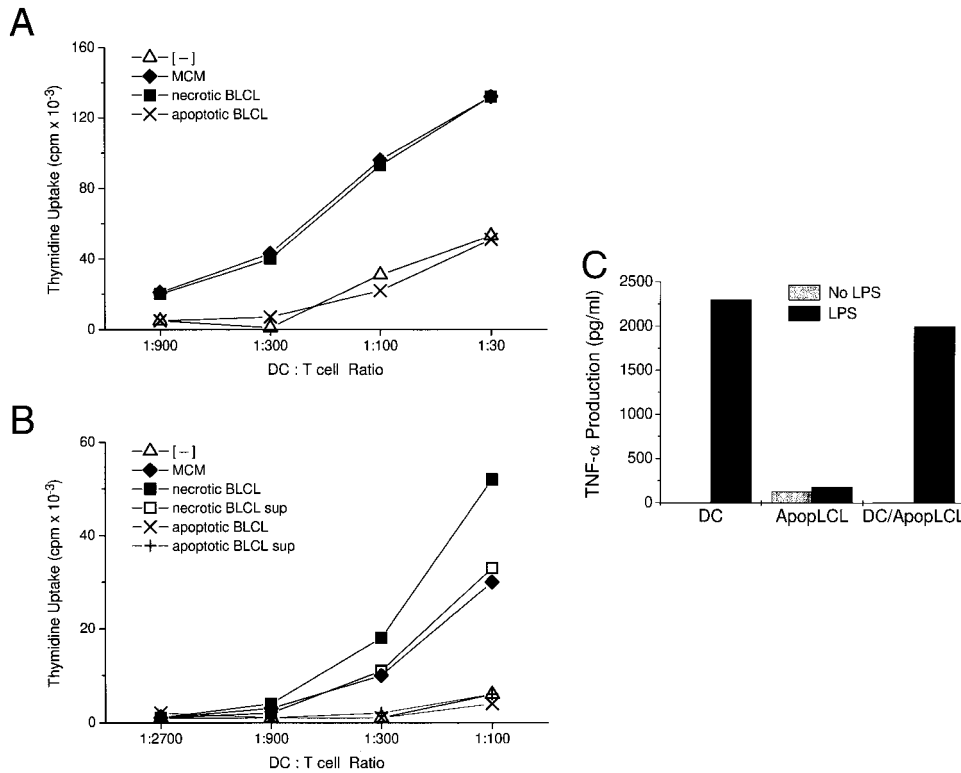 A
160
120
80
40
0
Thymidine Uptake (cpm x 10-3)
[–]
MCM
necrotic BLCL
apoptotic BLCL
1:900 1:300 1:100 1:30
DC : T cell Ratio
B
60
40
20
0
Thymidine Uptake (cpm x 10-3)
[–]
MCM
necrotic BLCL
necrotic BLCL sup
apoptotic BLCL
apoptotic BLCL sup
1:2700 1:900 1:300 1:100
DC : T cell Ratio
C
2500
2250
2000
1500
500
0
TNF-α Production (pg/ml)
No LPS
LPS
DC ApopLCL DC/ApopLCL